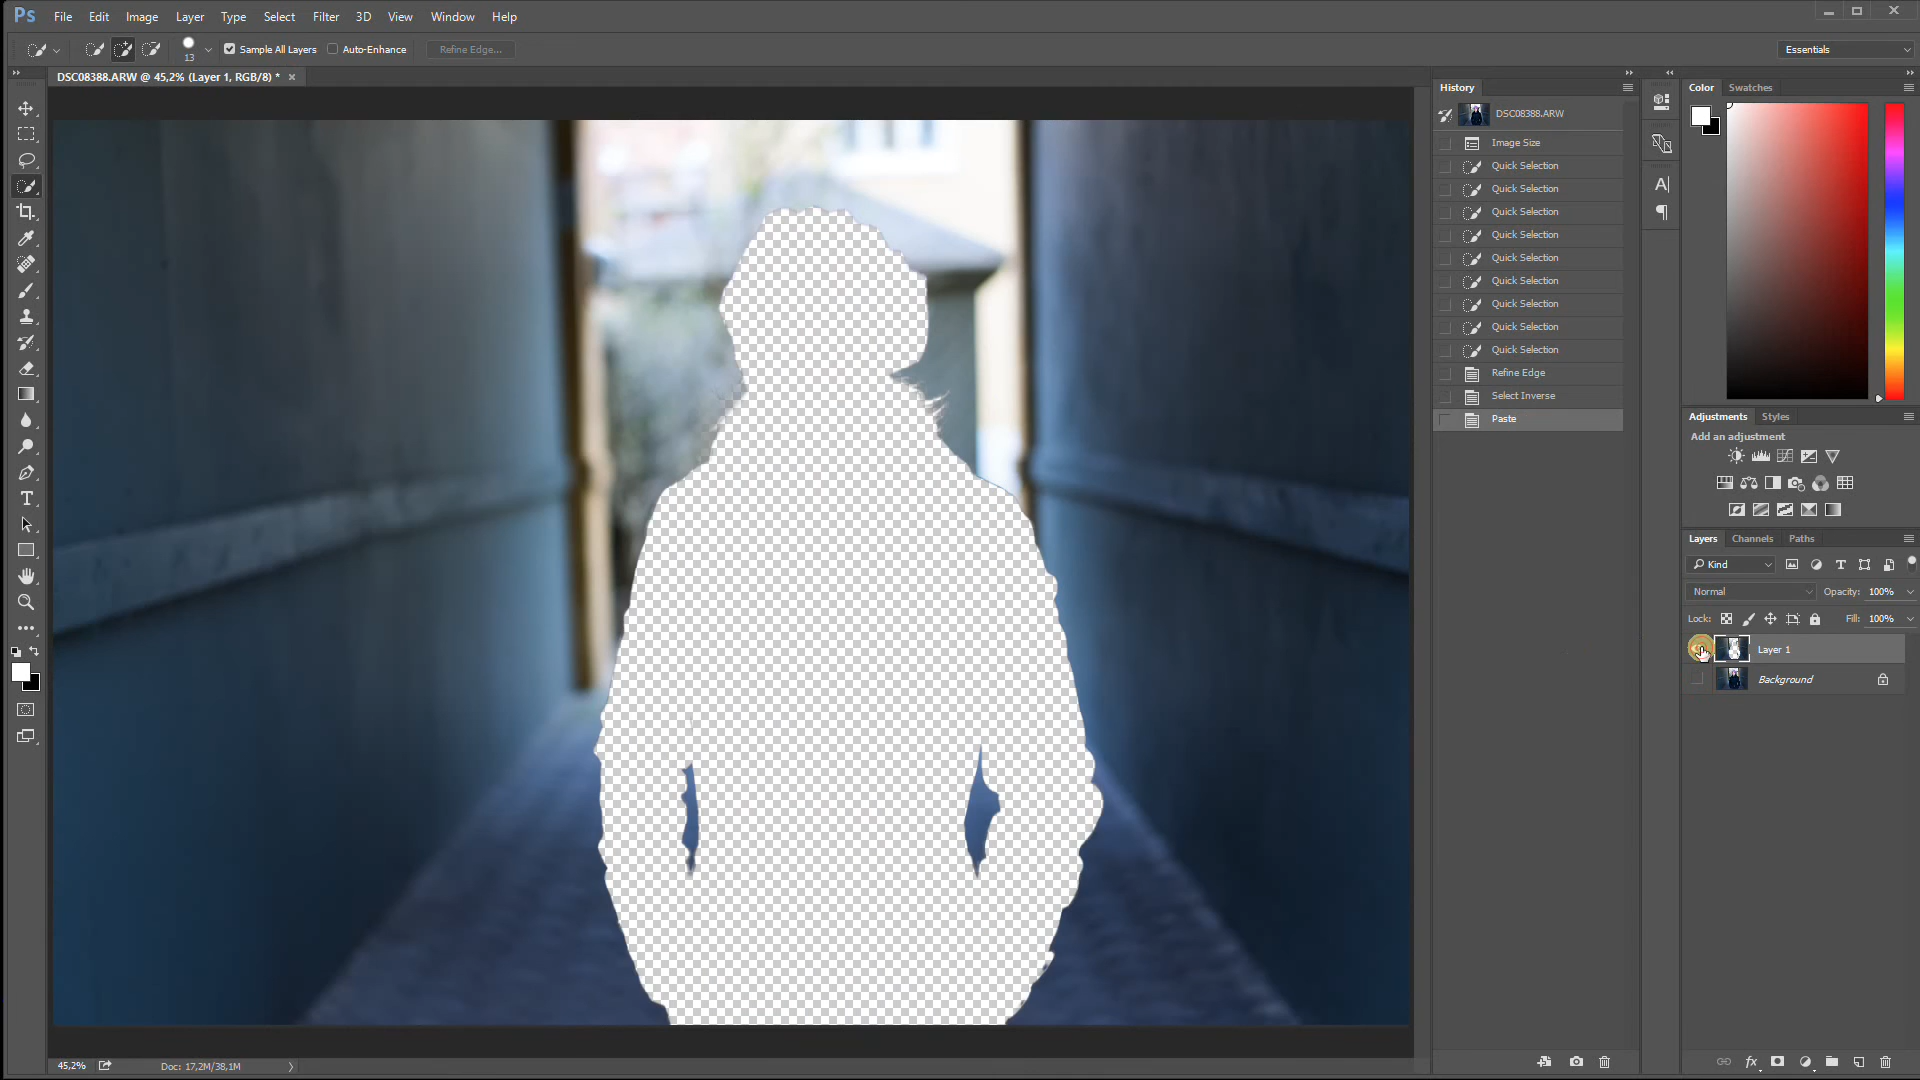 Ps File Edit Image Layer Type Select Filter 3D View Window Help
13 Sample All Layers Auto-Enhance Refine Edge... Essentials
DSC08388.ARW @ 45,2% (Layer 1, RGB/8) *
History
DSC08388.ARW
Image Size
Quick Selection
Quick Selection
Quick Selection
Quick Selection
Quick Selection
Quick Selection
Quick Selection
Quick Selection
Quick Selection
Refine Edge
Select Inverse
Paste
Color Swatches
Adjustments Styles
Add an adjustment
Layers Channels Paths
Kind
Normal Opacity: 100%
Lock: Fill: 100%
Layer 1
Background
45,2% Doc: 17,2M/38,1M